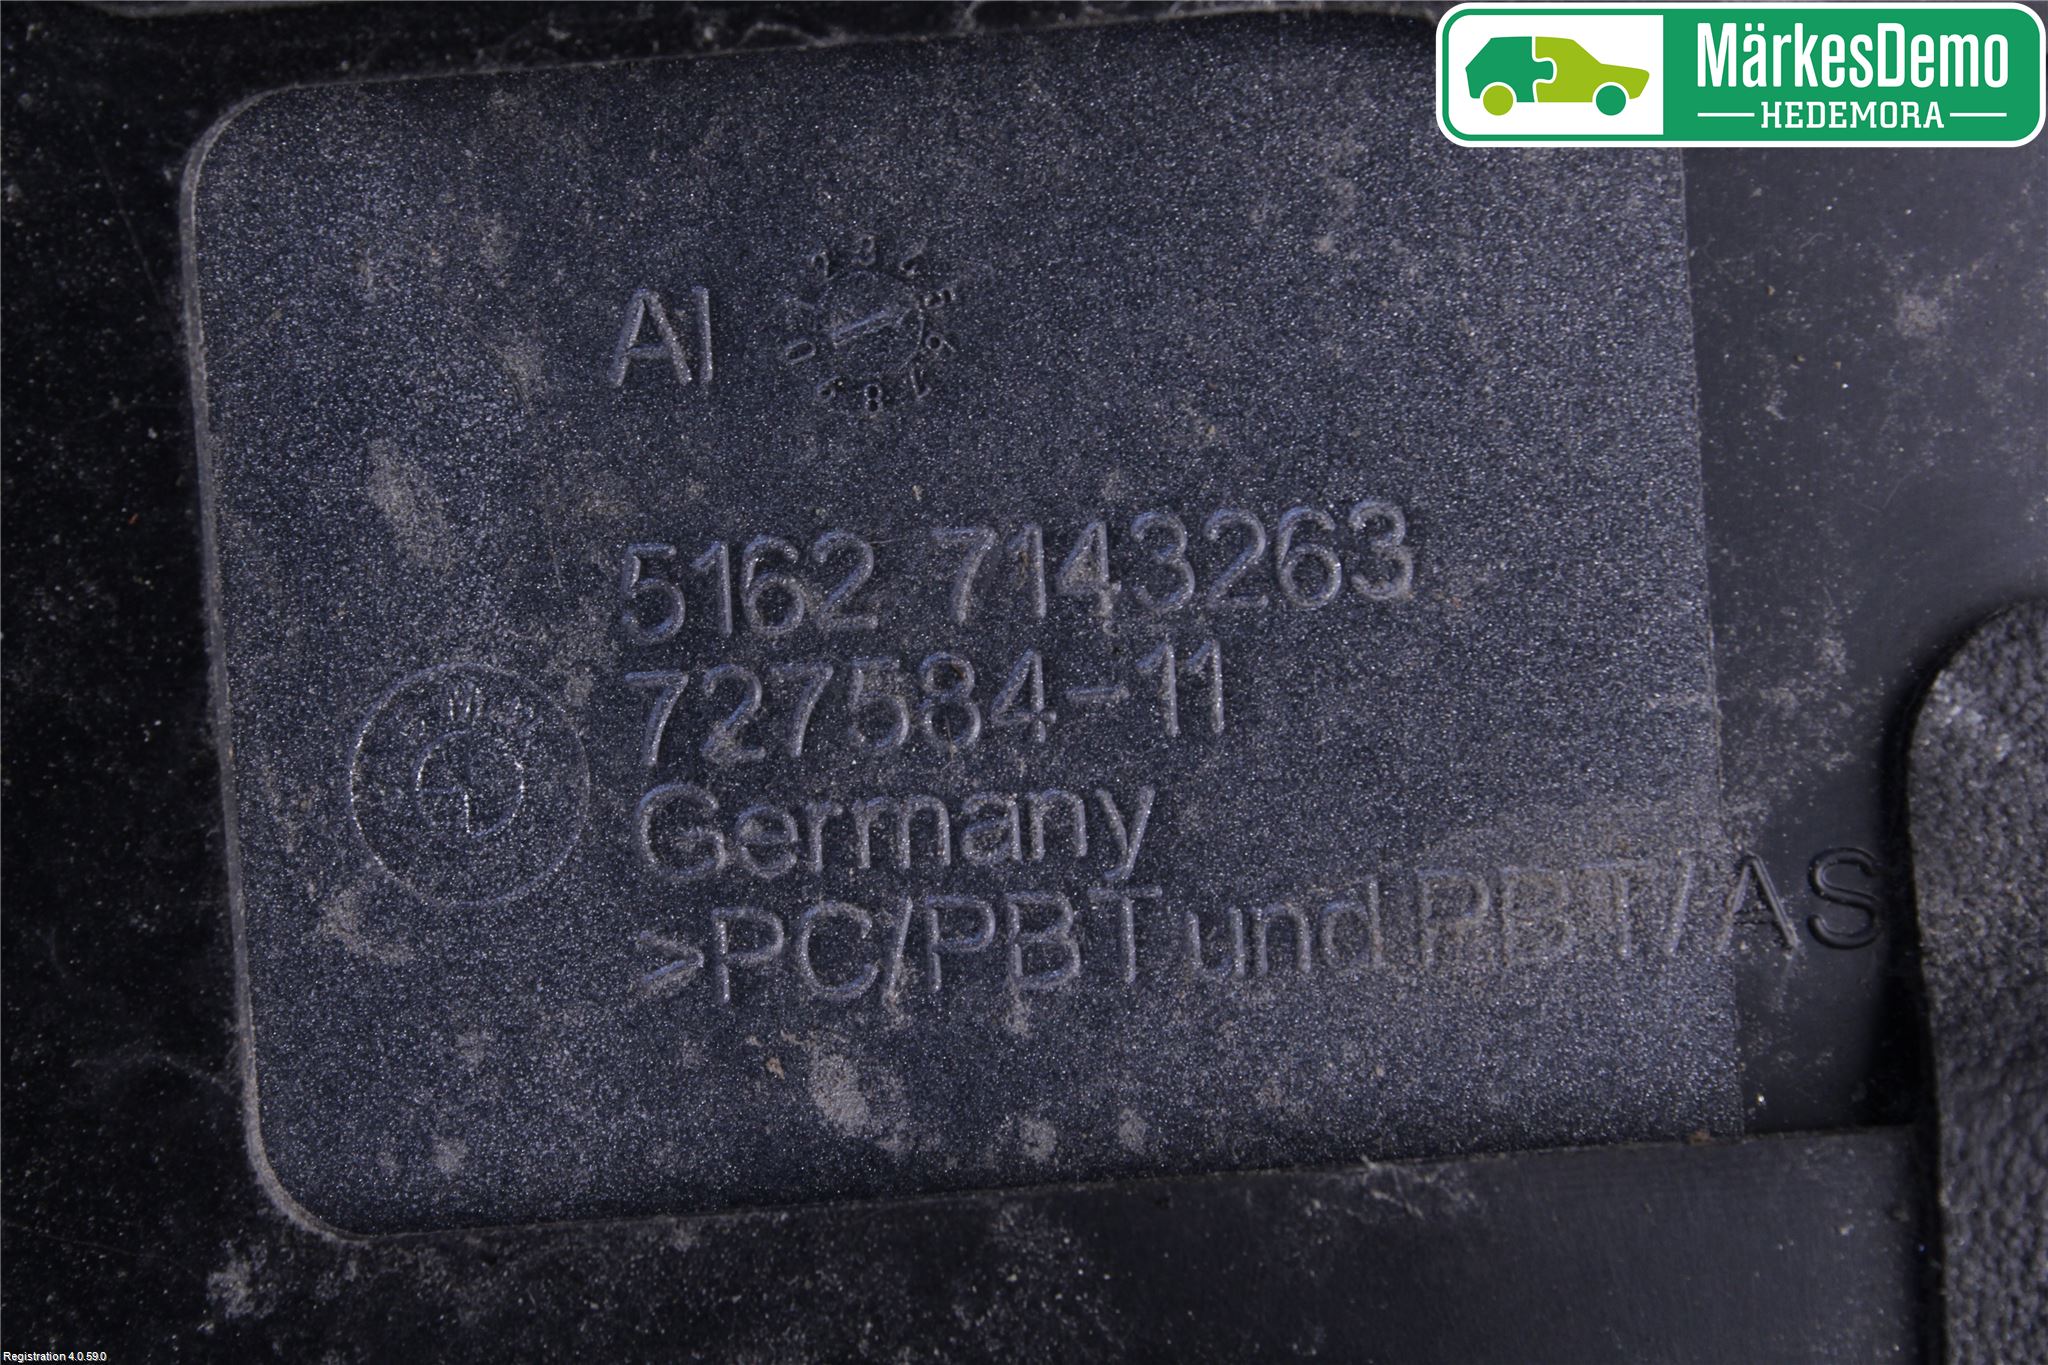 MärkesDemo
HEDEMORA
AI
5162 7143263
727584-11
Germany
>PC/PBT und PBT/AS
Registration 4.0.59.0